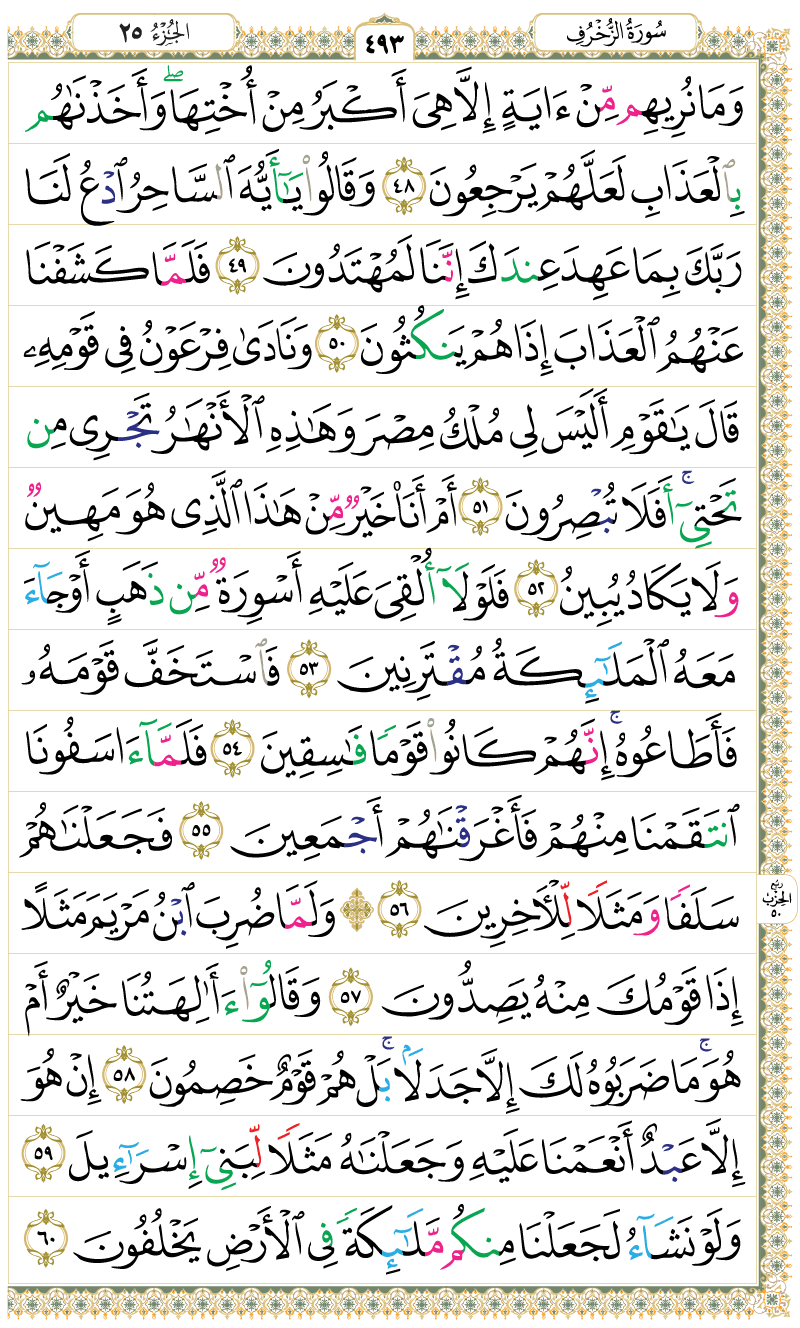 سُورَةُ الزُّخْرُفِ ٤٩٣ الجُزْءُ ٢٥
وَمَا نُرِيهِم مِّنْ ءَايَةٍ إِلَّا هِىَ أَكْبَرُ مِنْ أُخْتِهَا ۖ وَأَخَذْنَٰهُم
بِٱلْعَذَابِ لَعَلَّهُمْ يَرْجِعُونَ ٤٨ وَقَالُوا۟ يَٰٓأَيُّهَ ٱلسَّاحِرُ ٱدْعُ لَنَا
رَبَّكَ بِمَا عَهِدَ عِندَكَ إِنَّنَا لَمُهْتَدُونَ ٤٩ فَلَمَّا كَشَفْنَا
عَنْهُمُ ٱلْعَذَابَ إِذَا هُمْ يَنكُثُونَ ٥٠ وَنَادَىٰ فِرْعَوْنُ فِى قَوْمِهِۦ
قَالَ يَٰقَوْمِ أَلَيْسَ لِى مُلْكُ مِصْرَ وَهَٰذِهِ ٱلْأَنْهَٰرُ تَجْرِى مِن
تَحْتِىٓ ۚ أَفَلَا تُبْصِرُونَ ٥١ أَمْ أَنَا۠ خَيْرٌ مِّنْ هَٰذَا ٱلَّذِى هُوَ مَهِينٌ
وَلَا يَكَادُ يُبِينُ ٥٢ فَلَوْلَآ أُلْقِىَ عَلَيْهِ أَسْوِرَةٌ مِّن ذَهَبٍ أَوْ جَآءَ
مَعَهُ ٱلْمَلَٰٓئِكَةُ مُقْتَرِنِينَ ٥٣ فَٱسْتَخَفَّ قَوْمَهُۥ
فَأَطَاعُوهُ ۚ إِنَّهُمْ كَانُوا۟ قَوْمًا فَٰسِقِينَ ٥٤ فَلَمَّآ ءَاسَفُونَا
ٱنتَقَمْنَا مِنْهُمْ فَأَغْرَقْنَٰهُمْ أَجْمَعِينَ ٥٥ فَجَعَلْنَٰهُمْ
سَلَفًا وَمَثَلًا لِّلْـَٔاخِرِينَ ٥٦ ۞ وَلَمَّا ضُرِبَ ٱبْنُ مَرْيَمَ مَثَلًا
ربع الحزب ٥٠
إِذَا قَوْمُكَ مِنْهُ يَصِدُّونَ ٥٧ وَقَالُوٓا۟ ءَأَٰلِهَتُنَا خَيْرٌ أَمْ
هُوَ ۚ مَا ضَرَبُوهُ لَكَ إِلَّا جَدَلًۢا ۚ بَلْ هُمْ قَوْمٌ خَصِمُونَ ٥٨ إِنْ هُوَ
إِلَّا عَبْدٌ أَنْعَمْنَا عَلَيْهِ وَجَعَلْنَٰهُ مَثَلًا لِّبَنِىٓ إِسْرَٰٓءِيلَ ٥٩
وَلَوْ نَشَآءُ لَجَعَلْنَا مِنكُم مَّلَٰٓئِكَةً فِى ٱلْأَرْضِ يَخْلُفُونَ ٦٠